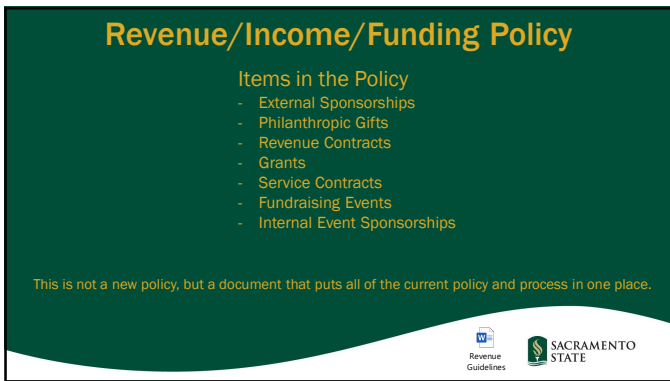 Revenue/Income/Funding Policy
Items in the Policy
- External Sponsorships
- Philanthropic Gifts
- Revenue Contracts
- Grants
- Service Contracts
- Fundraising Events
- Internal Event Sponsorships
This is not a new policy, but a document that puts all of the current policy and process in one place.
W
Revenue
Guidelines
SACRAMENTO
STATE